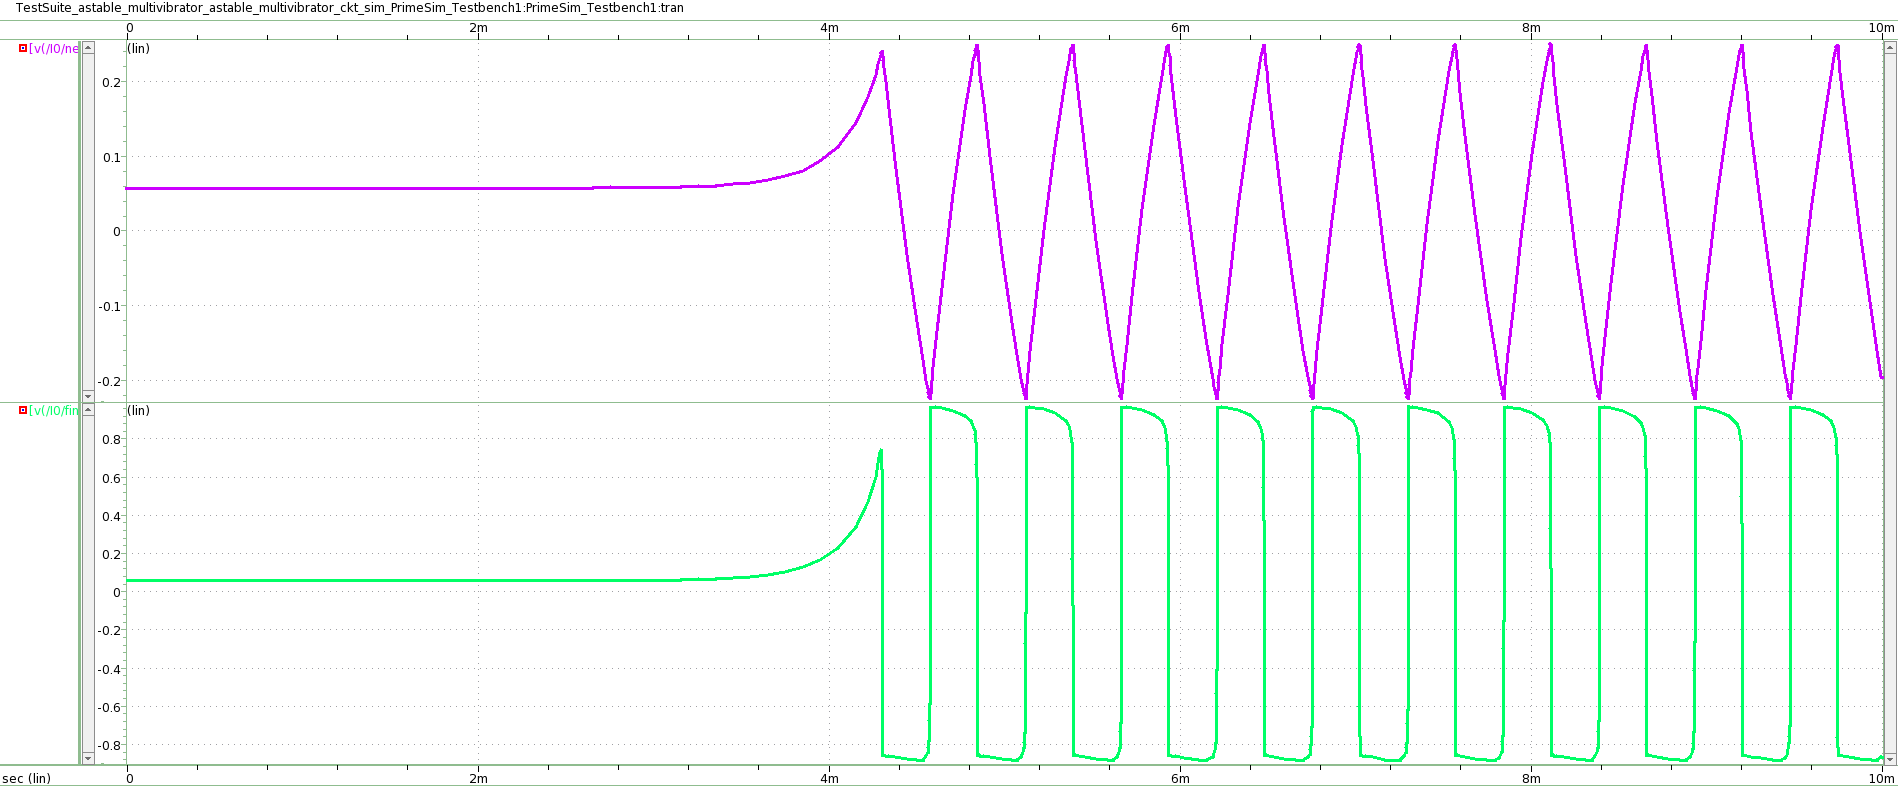 TestSuite_astable_multivibrator_astable_multivibrator_ckt_sim_PrimeSim_Testbench1:PrimeSim_Testbench1:tran
0 2m 4m 6m 8m 10m
[v(/I0/ne (lin)
0.2
0.1
0
-0.1
-0.2
[v(/I0/fin (lin)
0.8
0.6
0.4
0.2
0
-0.2
-0.4
-0.6
-0.8
sec (lin) 0 2m 4m 6m 8m 10m